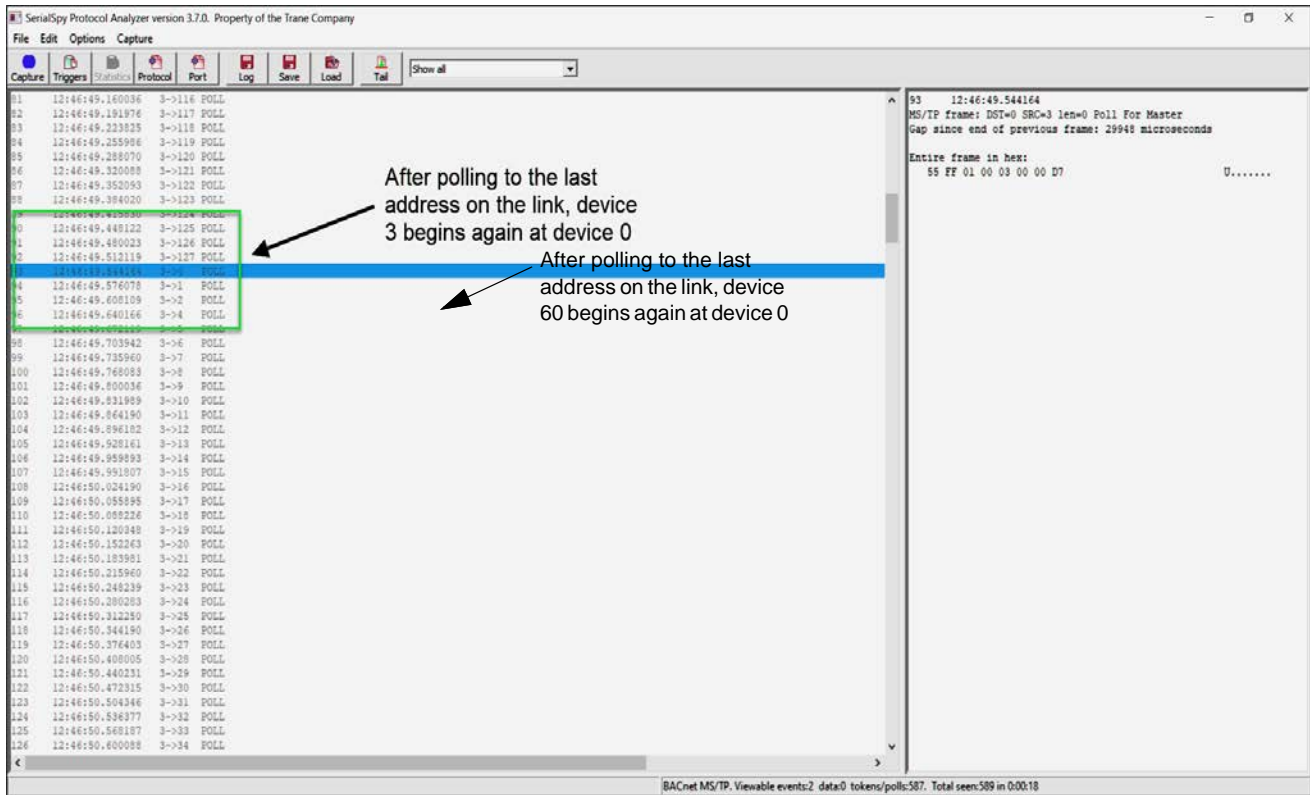 SerialSpy Protocol Analyzer version 3.7.0. Property of the Trane Company
File Edit Options Capture
Capture Triggers Statistics Protocol Port Log Save Load Tail Show all
81 12:46:49.160036 3->116 POLL
82 12:46:49.191976 3->117 POLL
83 12:46:49.223825 3->118 POLL
84 12:46:49.255986 3->119 POLL
85 12:46:49.288070 3->120 POLL
86 12:46:49.320088 3->121 POLL
87 12:46:49.352093 3->122 POLL
88 12:46:49.384020 3->123 POLL
3->124 POLL
90 12:46:49.448122 3->125 POLL
91 12:46:49.480023 3->126 POLL
92 12:46:49.512119 3->127 POLL
93 12:46:49.544164 3->0 POLL
94 12:46:49.576078 3->1 POLL
95 12:46:49.608109 3->2 POLL
96 12:46:49.640166 3->4 POLL
3->5 POLL
98 12:46:49.703942 3->6 POLL
99 12:46:49.735960 3->7 POLL
100 12:46:49.768083 3->8 POLL
101 12:46:49.800036 3->9 POLL
102 12:46:49.831989 3->10 POLL
103 12:46:49.864190 3->11 POLL
104 12:46:49.896182 3->12 POLL
105 12:46:49.928161 3->13 POLL
106 12:46:49.959893 3->14 POLL
107 12:46:49.991807 3->15 POLL
108 12:46:50.024190 3->16 POLL
109 12:46:50.055895 3->17 POLL
110 12:46:50.088226 3->18 POLL
111 12:46:50.120348 3->19 POLL
112 12:46:50.152263 3->20 POLL
113 12:46:50.183981 3->21 POLL
114 12:46:50.215960 3->22 POLL
115 12:46:50.248239 3->23 POLL
116 12:46:50.280283 3->24 POLL
117 12:46:50.312250 3->25 POLL
118 12:46:50.344190 3->26 POLL
119 12:46:50.376403 3->27 POLL
120 12:46:50.408005 3->28 POLL
121 12:46:50.440231 3->29 POLL
122 12:46:50.472315 3->30 POLL
123 12:46:50.504346 3->31 POLL
124 12:46:50.536377 3->32 POLL
125 12:46:50.568187 3->33 POLL
126 12:46:50.600088 3->34 POLL
After polling to the last
address on the link, device
3 begins again at device 0
After polling to the last
address on the link, device
60 begins again at device 0
93 12:46:49.544164
MS/TP frame: DST=0 SRC=3 len=0 Poll For Master
Gap since end of previous frame: 29948 microseconds
Entire frame in hex:
55 FF 01 00 03 00 00 D7 U.......
BACnet MS/TP. Viewable events:2 data:0 tokens/polls:587. Total seen:589 in 0:00:18